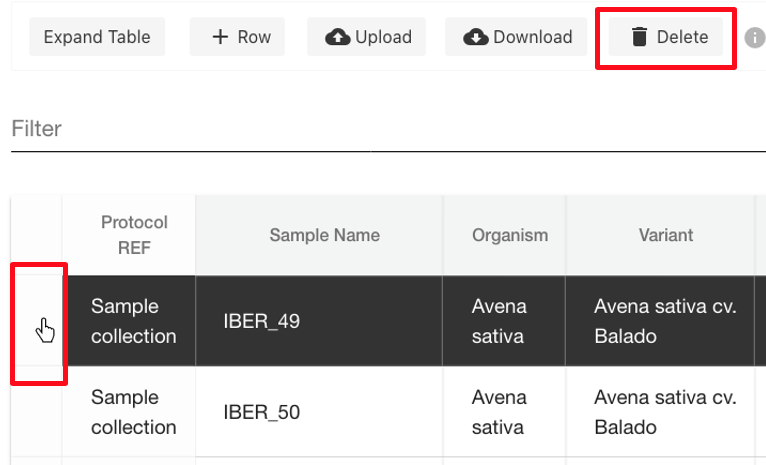 Expand Table + Row Upload Download Delete i
Filter
Protocol
REF Sample Name Organism Variant
Sample
collection IBER_49 Avena
sativa Avena sativa cv.
Balado
Sample
collection IBER_50 Avena
sativa Avena sativa cv.
Balado